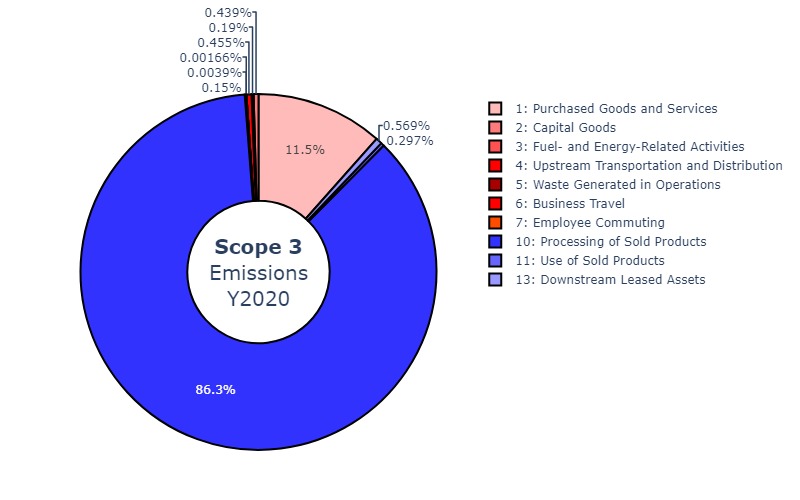 0.439%
0.19%
0.455%
0.00166%
0.0039%
0.15%
0.569%
0.297%
11.5%
Scope 3
Emissions
Y2020
86.3%
1: Purchased Goods and Services
2: Capital Goods
3: Fuel- and Energy-Related Activities
4: Upstream Transportation and Distribution
5: Waste Generated in Operations
6: Business Travel
7: Employee Commuting
10: Processing of Sold Products
11: Use of Sold Products
13: Downstream Leased Assets